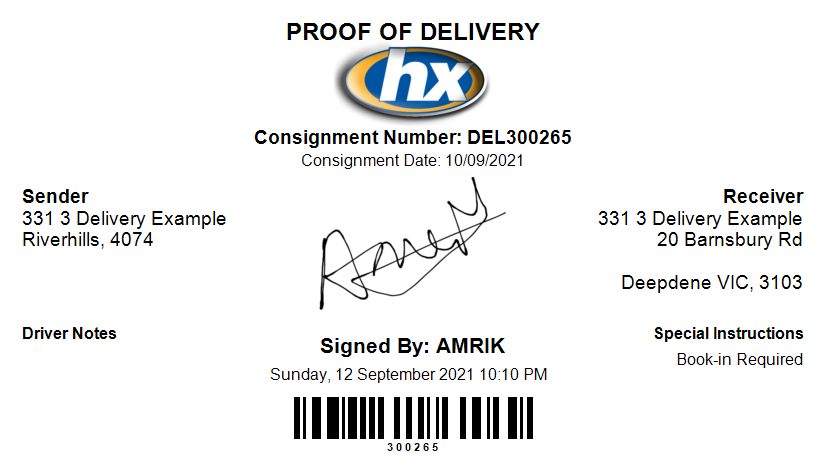 PROOF OF DELIVERY
hx
Consignment Number: DEL300265
Consignment Date: 10/09/2021
Sender
331 3 Delivery Example
Riverhills, 4074
Receiver
331 3 Delivery Example
20 Barnsbury Rd
Deepdene VIC, 3103
Driver Notes
Signed By: AMRIK
Sunday, 12 September 2021 10:10 PM
Special Instructions
Book-in Required
300265